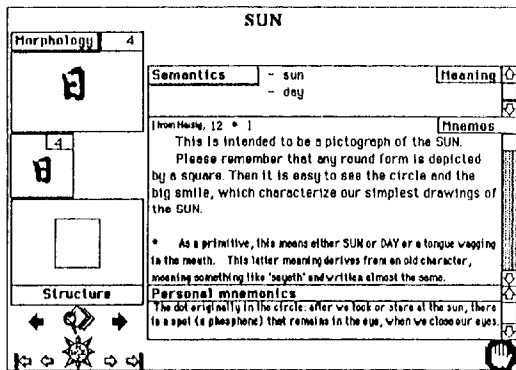 SUN
Morphology 4
Semantics - sun Meaning
- day
4
[from Heisig, 12 * ] Mnemos
This is intended to be a pictograph of the SUN.
Please remember that any round form is depicted
by a square. Then it is easy to see the circle and the
big smile, which characterize our simplest drawings of
the SUN.
* As a primitive, this means either SUN or DAY or a tongue wagging
in the mouth. This latter meaning derives from an old character,
meaning something like 'sayeth' and written almost the same.
Structure
Personal mnemonics
The dot originally in the circle: after we look or stare at the sun, there
is a spot (a phosphene) that remains in the eye, when we close our eyes.